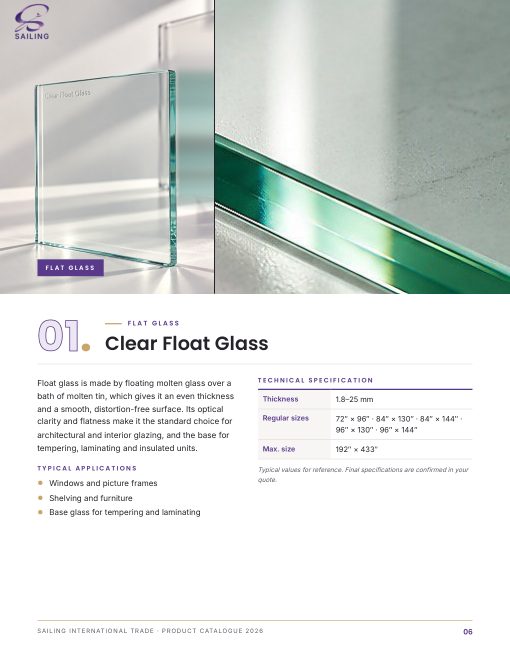 SAILING
Clear Float Glass
FLAT GLASS
01.
FLAT GLASS
Clear Float Glass
Float glass is made by floating molten glass over a
bath of molten tin, which gives it an even thickness
and a smooth, distortion-free surface. Its optical
clarity and flatness make it the standard choice for
architectural and interior glazing, and the base for
tempering, laminating and insulated units.
TYPICAL APPLICATIONS
Windows and picture frames
Shelving and furniture
Base glass for tempering and laminating
TECHNICAL SPECIFICATION
Thickness 1.8–25 mm
Regular sizes 72″ × 96″ · 84″ × 130″ · 84″ × 144″ ·
96″ × 130″ · 96″ × 144″
Max. size 192″ × 433″
Typical values for reference. Final specifications are confirmed in your
quote.
SAILING INTERNATIONAL TRADE · PRODUCT CATALOGUE 2026
06